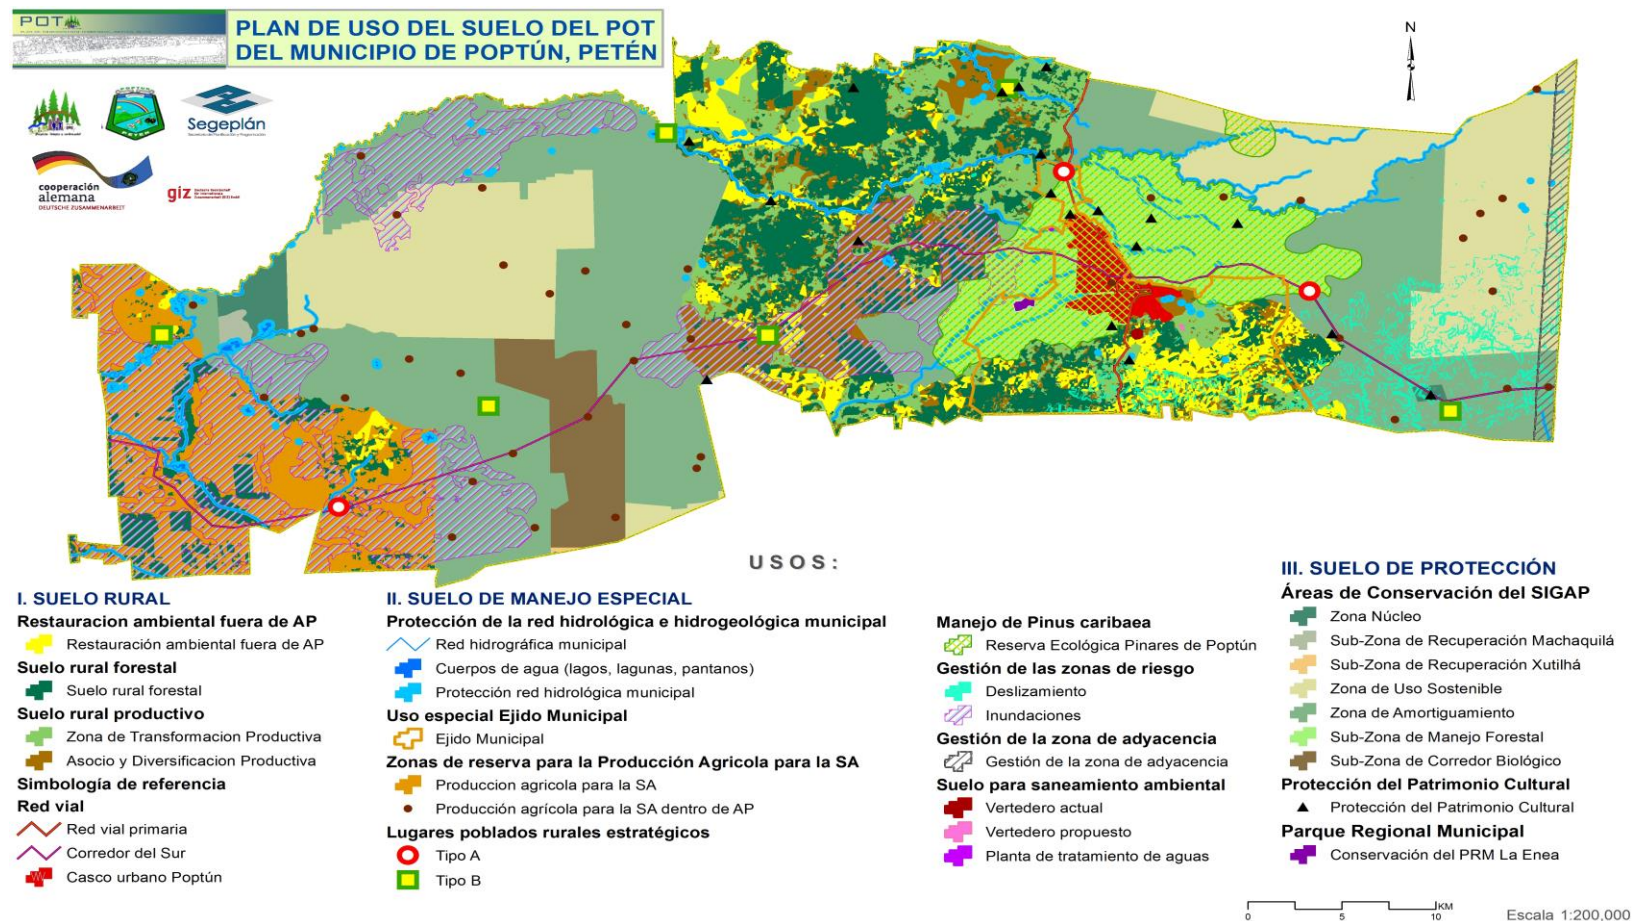 POT
PLAN DE USO DEL SUELO DEL POT
DEL MUNICIPIO DE POPTÚN, PETÉN
N
Segeplán
cooperación
alemana
DEUTSCHE ZUSAMMENARBEIT
giz
USOS:
I. SUELO RURAL
Restauracion ambiental fuera de AP
Restauración ambiental fuera de AP
Suelo rural forestal
Suelo rural forestal
Suelo rural productivo
Zona de Transformacion Productiva
Asocio y Diversificacion Productiva
Simbología de referencia
Red vial
Red vial primaria
Corredor del Sur
Casco urbano Poptún
II. SUELO DE MANEJO ESPECIAL
Protección de la red hidrológica e hidrogeológica municipal
Red hidrográfica municipal
Cuerpos de agua (lagos, lagunas, pantanos)
Protección red hidrológica municipal
Uso especial Ejido Municipal
Ejido Municipal
Zonas de reserva para la Producción Agricola para la SA
Produccion agricola para la SA
Producción agrícola para la SA dentro de AP
Lugares poblados rurales estratégicos
Tipo A
Tipo B
Manejo de Pinus caribaea
Reserva Ecológica Pinares de Poptún
Gestión de las zonas de riesgo
Deslizamiento
Inundaciones
Gestión de la zona de adyacencia
Gestión de la zona de adyacencia
Suelo para saneamiento ambiental
Vertedero actual
Vertedero propuesto
Planta de tratamiento de aguas
III. SUELO DE PROTECCIÓN
Áreas de Conservación del SIGAP
Zona Núcleo
Sub-Zona de Recuperación Machaquilá
Sub-Zona de Recuperación Xutilhá
Zona de Uso Sostenible
Zona de Amortiguamiento
Sub-Zona de Manejo Forestal
Sub-Zona de Corredor Biológico
Protección del Patrimonio Cultural
Protección del Patrimonio Cultural
Parque Regional Municipal
Conservación del PRM La Enea
KM
0 5 10
Escala 1:200,000